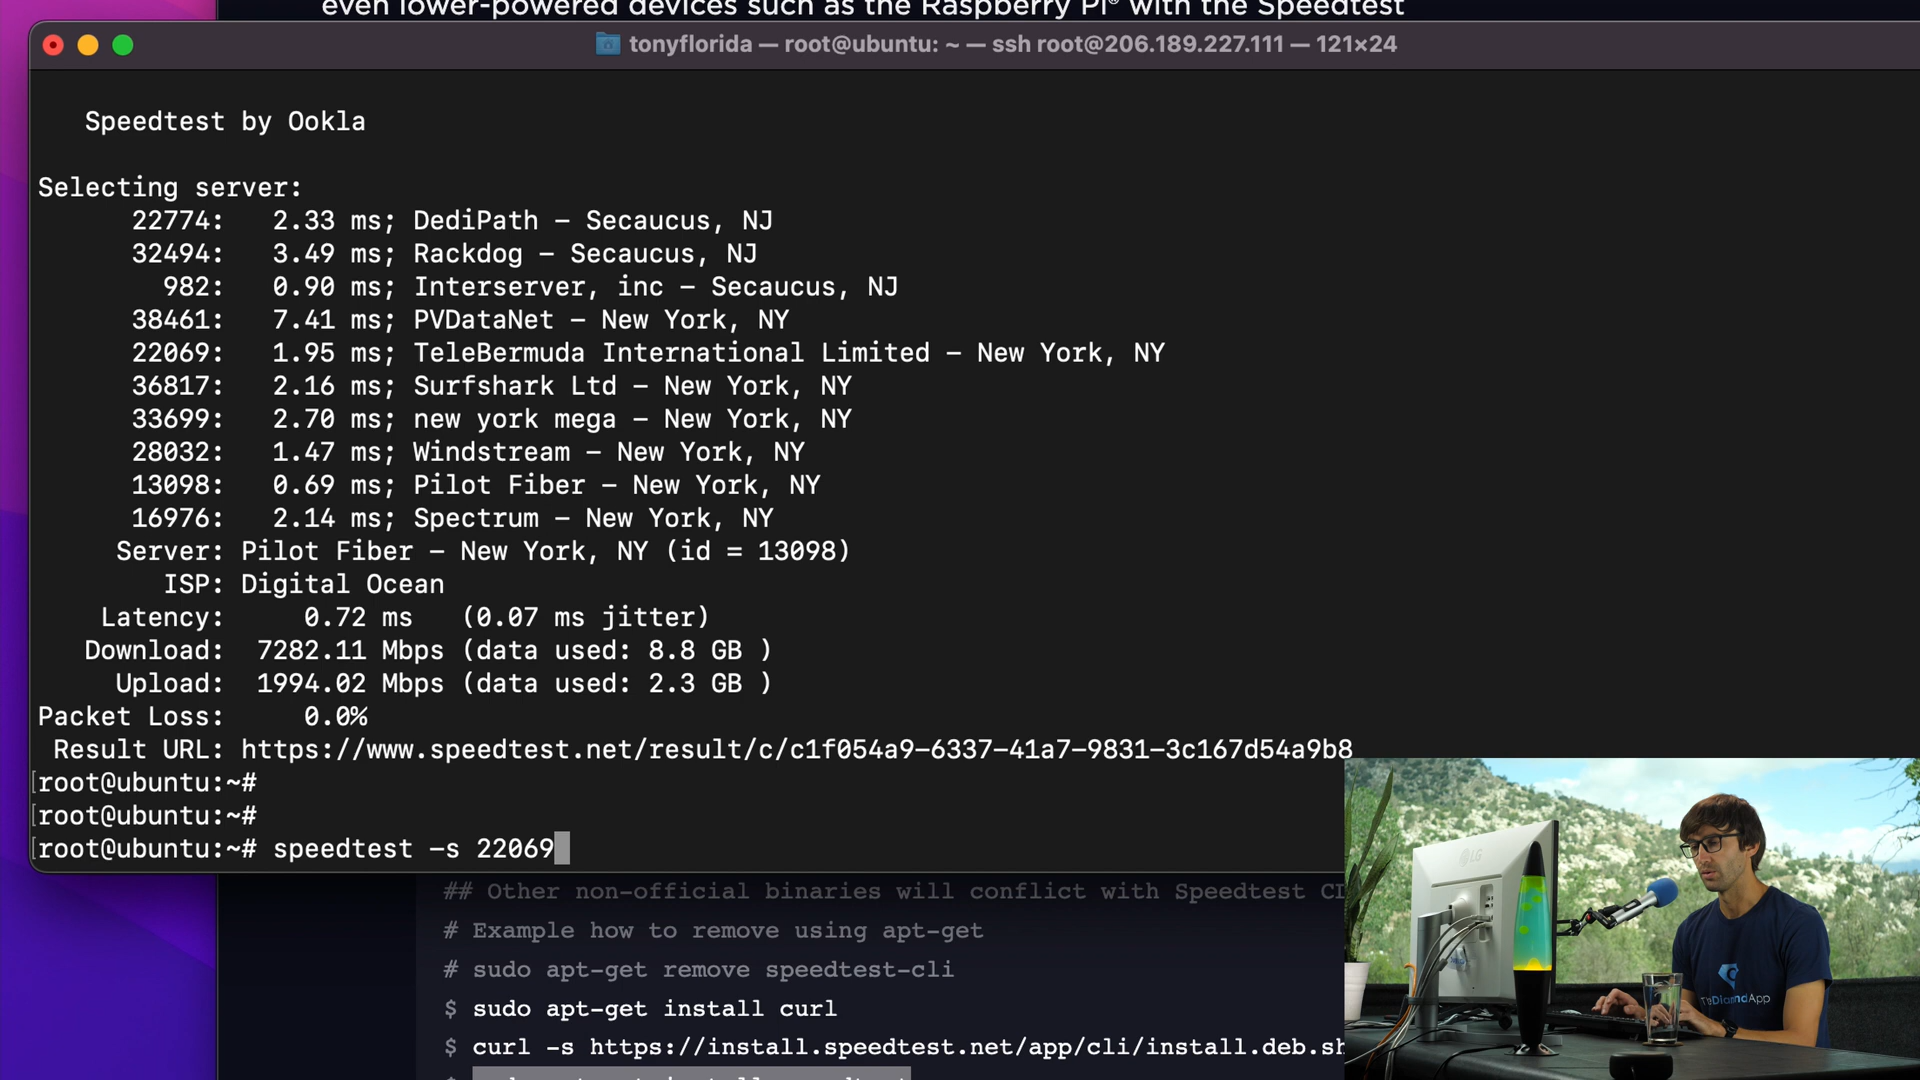 even lower-powered devices such as the Raspberry Pi® with the Speedtest
tonyflorida — root@ubuntu: ~ — ssh root@206.189.227.111 — 121×24
Speedtest by Ookla
Selecting server:
22774: 2.33 ms; DediPath – Secaucus, NJ
32494: 3.49 ms; Rackdog – Secaucus, NJ
982: 0.90 ms; Interserver, inc – Secaucus, NJ
38461: 7.41 ms; PVDataNet – New York, NY
22069: 1.95 ms; TeleBermuda International Limited – New York, NY
36817: 2.16 ms; Surfshark Ltd – New York, NY
33699: 2.70 ms; new york mega – New York, NY
28032: 1.47 ms; Windstream – New York, NY
13098: 0.69 ms; Pilot Fiber – New York, NY
16976: 2.14 ms; Spectrum – New York, NY
Server: Pilot Fiber – New York, NY (id = 13098)
ISP: Digital Ocean
Latency: 0.72 ms (0.07 ms jitter)
Download: 7282.11 Mbps (data used: 8.8 GB )
Upload: 1994.02 Mbps (data used: 2.3 GB )
Packet Loss: 0.0%
Result URL: https://www.speedtest.net/result/c/c1f054a9-6337-41a7-9831-3c167d54a9b8
[root@ubuntu:~#
[root@ubuntu:~#
[root@ubuntu:~# speedtest -s 22069
## Other non-official binaries will conflict with Speedtest
# Example how to remove using apt-get
# sudo apt-get remove speedtest-cli
$ sudo apt-get install curl
$ curl -s https://install.speedtest.net/app/cli/install.deb.sh
LG
TheDiamondApp